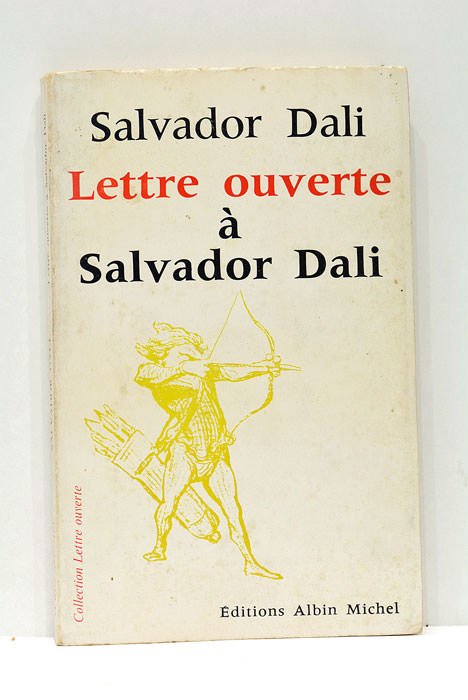 Salvador Dali
Lettre ouverte
à
Salvador Dali
Collection Lettre ouverte
Éditions Albin Michel